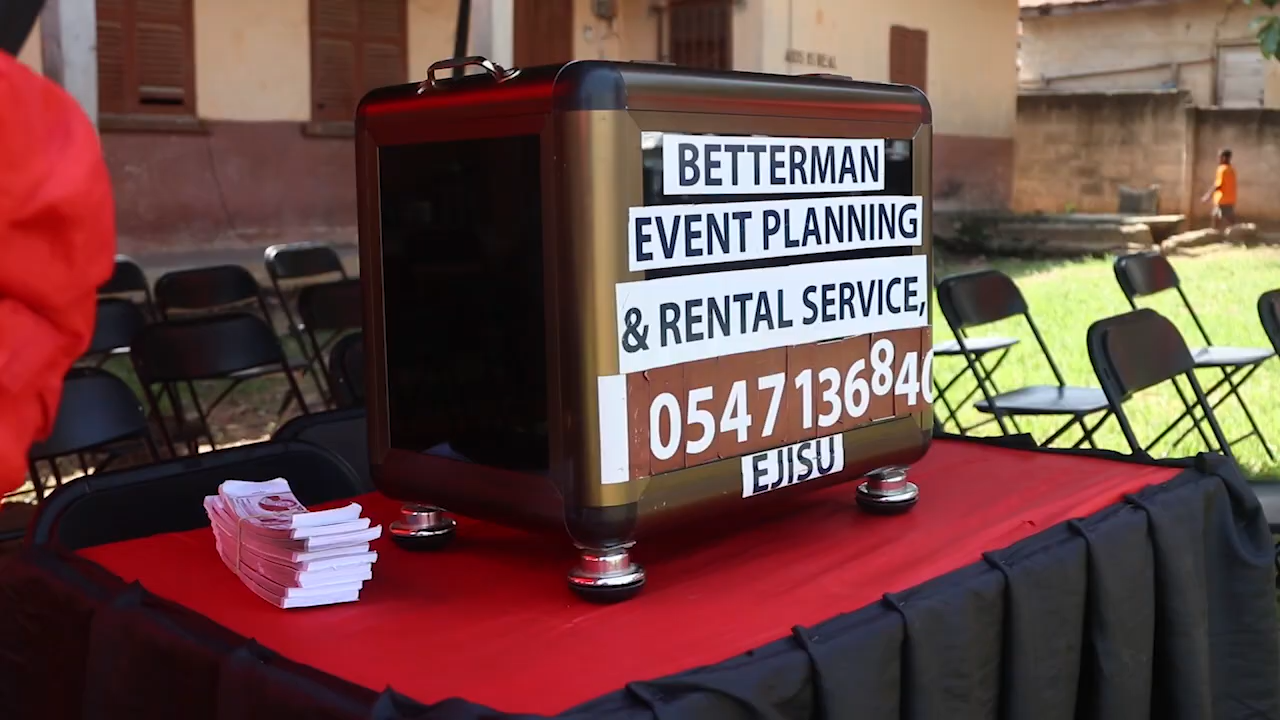 BETTERMAN
EVENT PLANNING
& RENTAL SERVICE,
0547136840
EJISU